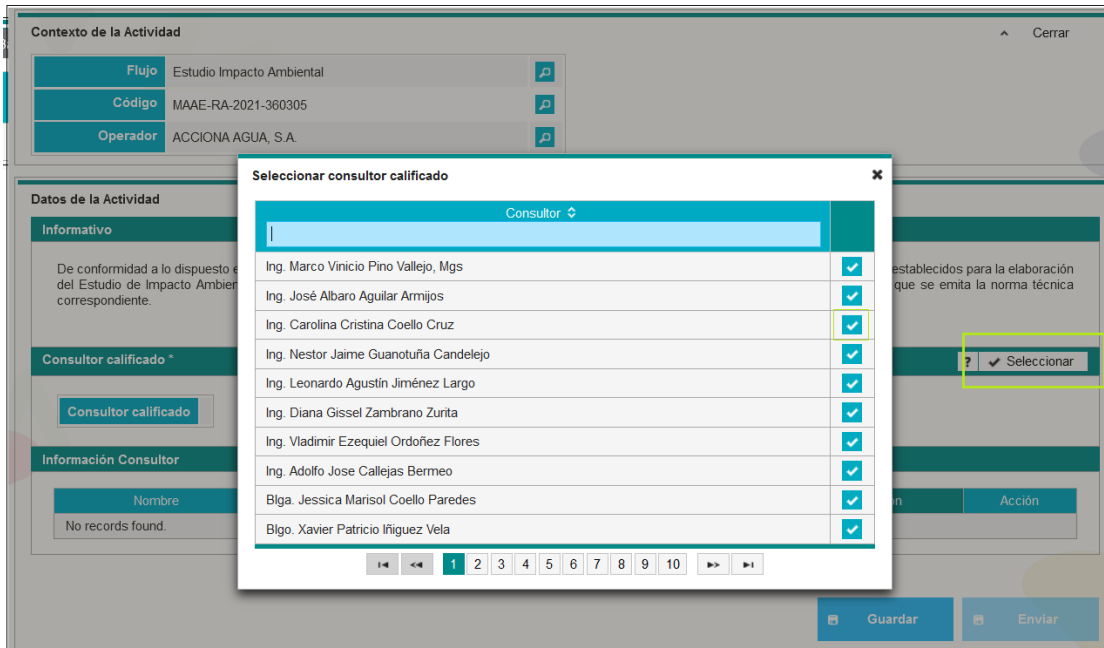 Contexto de la Actividad
Cerrar
Flujo Estudio Impacto Ambiental
Código MAAE-RA-2021-360305
Operador ACCIONA AGUA, S.A.
Seleccionar consultor calificado
Consultor
Ing. Marco Vinicio Pino Vallejo, Mgs
Ing. José Albaro Aguilar Armijos
Ing. Carolina Cristina Coello Cruz
Ing. Nestor Jaime Guanotuña Candelejo
Ing. Leonardo Agustín Jiménez Largo
Ing. Diana Gissel Zambrano Zurita
Ing. Vladimir Ezequiel Ordoñez Flores
Ing. Adolfo Jose Callejas Bermeo
Blga. Jessica Marisol Coello Paredes
Blgo. Xavier Patricio Iñiguez Vela
1 2 3 4 5 6 7 8 9 10
Datos de la Actividad
Informativo
De conformidad a lo dispuesto establecidos para la elaboración
del Estudio de Impacto que se emita la norma técnica
correspondiente.
Consultor calificado *
? Seleccionar
Consultor calificado
Información Consultor
Nombre Acción
No records found.
Guardar Enviar